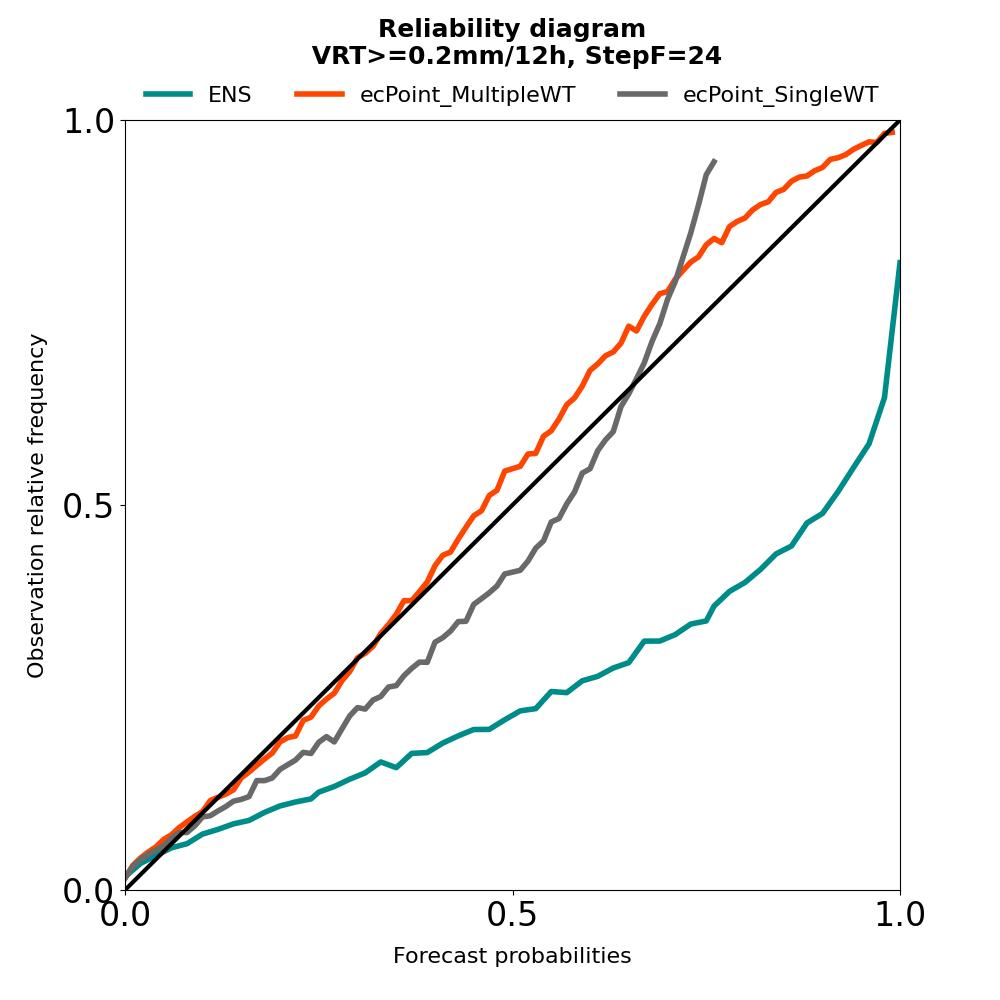 Reliability diagram
VRT>=0.2mm/12h, StepF=24
ENS ecPoint_MultipleWT ecPoint_SingleWT
1.0
0.5
0.0
Observation relative frequency
0.0 0.5 1.0
Forecast probabilities